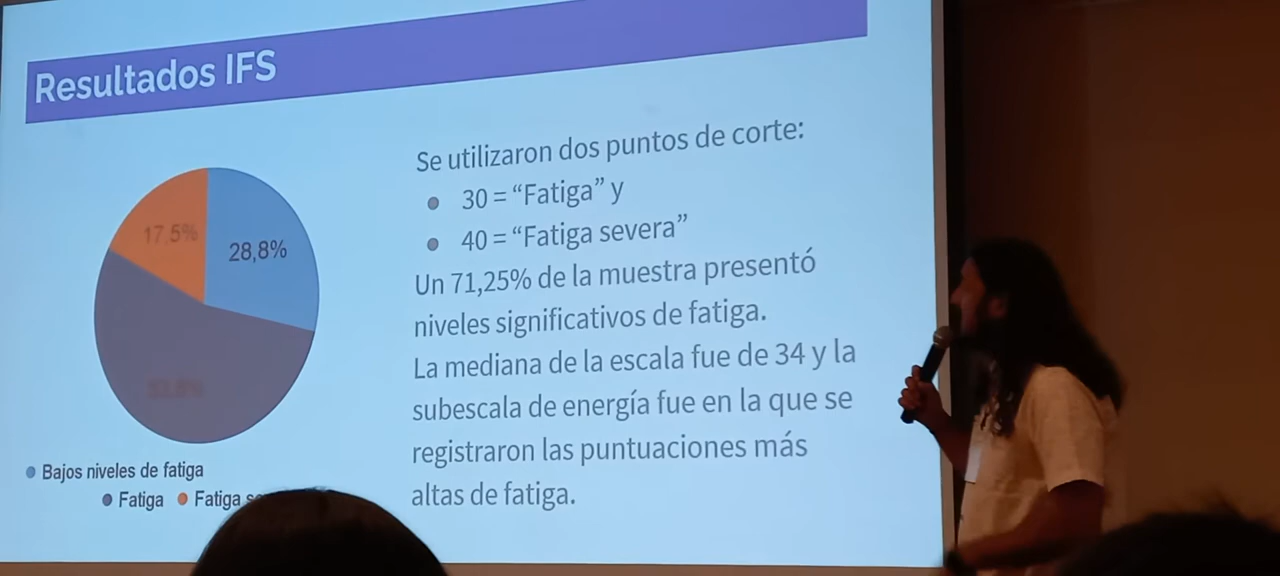 Resultados IFS
17,5%
28,8%
Se utilizaron dos puntos de corte:
30 = “Fatiga” y
40 = “Fatiga severa”
Un 71,25% de la muestra presentó
niveles significativos de fatiga.
La mediana de la escala fue de 34 y la
subescala de energía fue en la que se
registraron las puntuaciones más
altas de fatiga.
Bajos niveles de fatiga
Fatiga
Fatiga